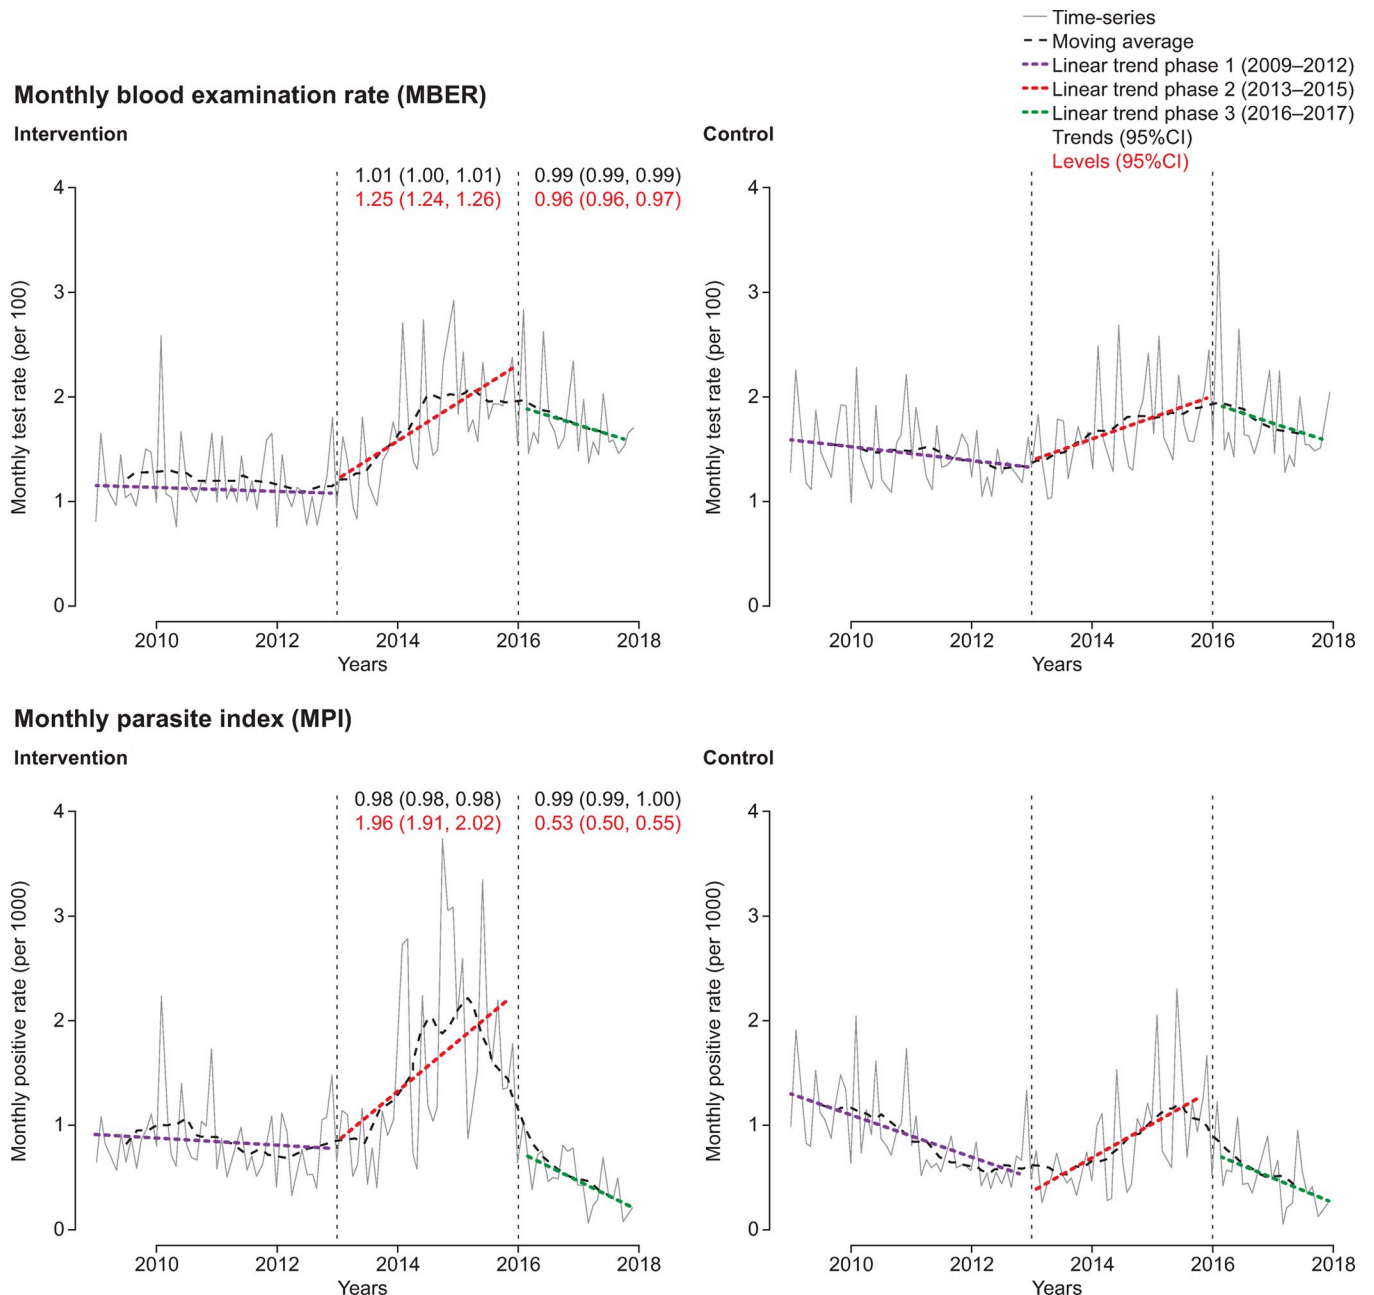 Time-series
Moving average
Linear trend phase 1 (2009–2012)
Linear trend phase 2 (2013–2015)
Linear trend phase 3 (2016–2017)
Trends (95%CI)
Levels (95%CI)
Monthly blood examination rate (MBER)
Intervention
1.01 (1.00, 1.01)
1.25 (1.24, 1.26)
0.99 (0.99, 0.99)
0.96 (0.96, 0.97)
Monthly test rate (per 100)
4
3
2
1
0
2010 2012 2014 2016 2018
Years
Control
Monthly test rate (per 100)
4
3
2
1
0
2010 2012 2014 2016 2018
Years
Monthly parasite index (MPI)
Intervention
0.98 (0.98, 0.98)
1.96 (1.91, 2.02)
0.99 (0.99, 1.00)
0.53 (0.50, 0.55)
Monthly positive rate (per 1000)
4
3
2
1
0
2010 2012 2014 2016 2018
Years
Control
Monthly positive rate (per 1000)
4
3
2
1
0
2010 2012 2014 2016 2018
Years